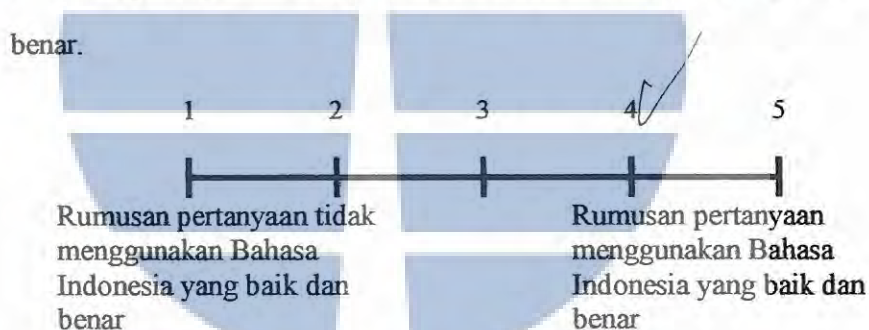 benar.
1 2 3 4 5
Rumusan pertanyaan tidak
menggunakan Bahasa
Indonesia yang baik dan
benar
Rumusan pertanyaan
menggunakan Bahasa
Indonesia yang baik dan
benar